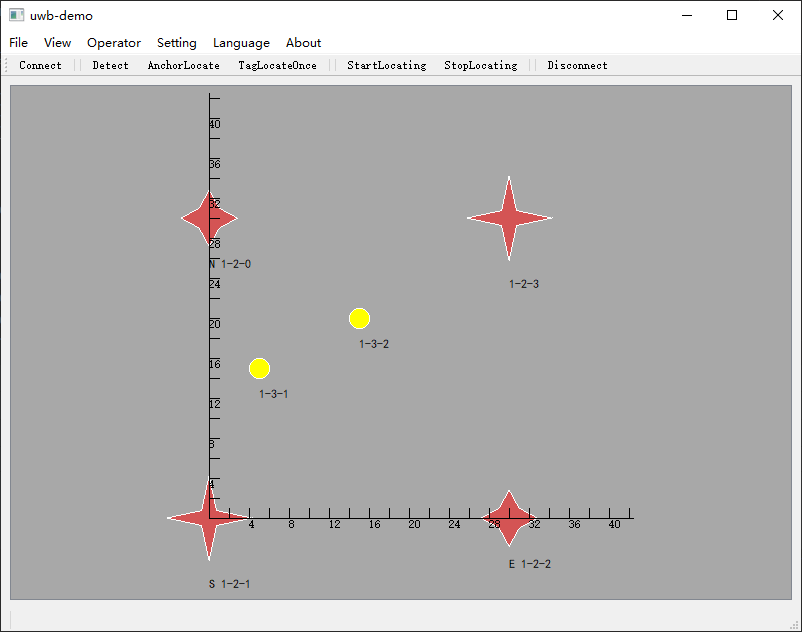 uwb-demo
File View Operator Setting Language About
Connect Detect AnchorLocate TagLocateOnce StartLocating StopLocating Disconnect
40
36
32
28
N 1-2-0
24
1-2-3
20
1-3-2
16
1-3-1
12
8
4
4 8 12 16 20 24 28 32 36 40
E 1-2-2
S 1-2-1